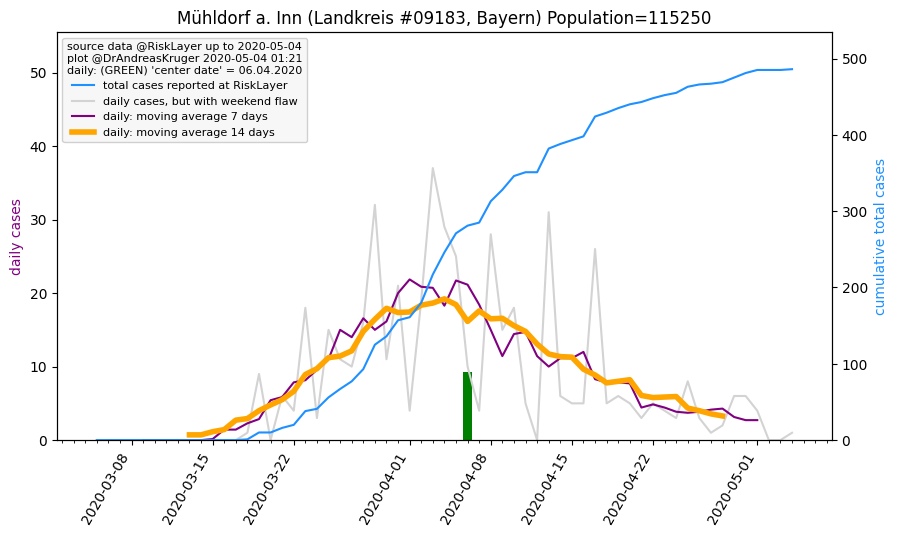 Mühldorf a. Inn (Landkreis #09183, Bayern) Population=115250
source data @RiskLayer up to 2020-05-04
plot @DrAndreasKruger 2020-05-04 01:21
daily: (GREEN) 'center date' = 06.04.2020
total cases reported at RiskLayer
daily cases, but with weekend flaw
daily: moving average 7 days
daily: moving average 14 days
daily cases
50
40
30
20
10
0
500
400
300
200
100
0
cumulative total cases
2020-03-08
2020-03-15
2020-03-22
2020-04-01
2020-04-08
2020-04-15
2020-04-22
2020-05-01